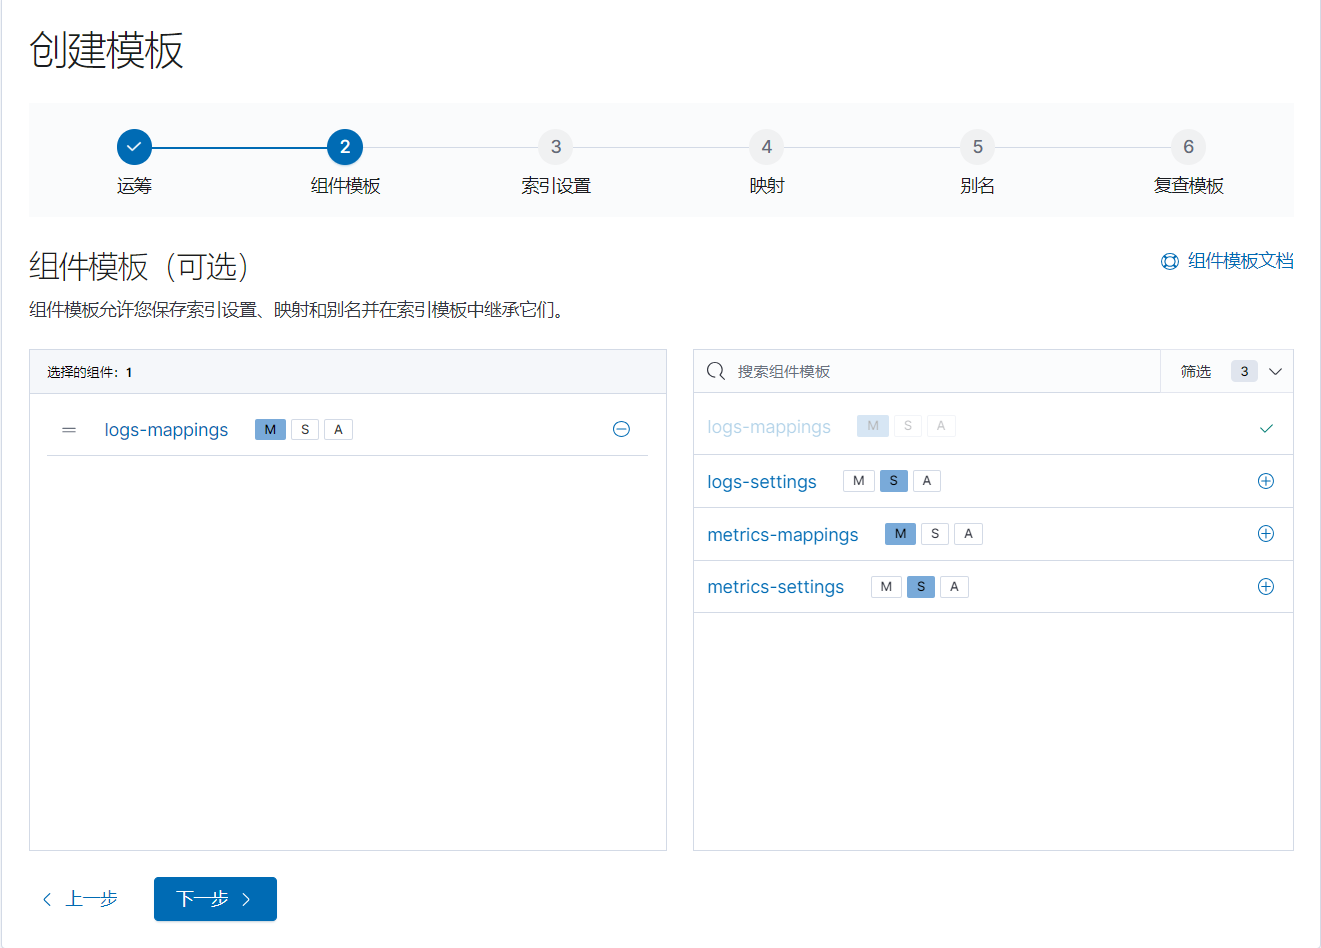 创建模板
2 3 4 5 6
运筹 组件模板 索引设置 映射 别名 复查模板
组件模板（可选）
组件模板文档
组件模板允许您保存索引设置、映射和别名并在索引模板中继承它们。
选择的组件：1
logs-mappings M S A
搜索组件模板 筛选 3
logs-mappings M S A
logs-settings M S A
metrics-mappings M S A
metrics-settings M S A
上一步 下一步